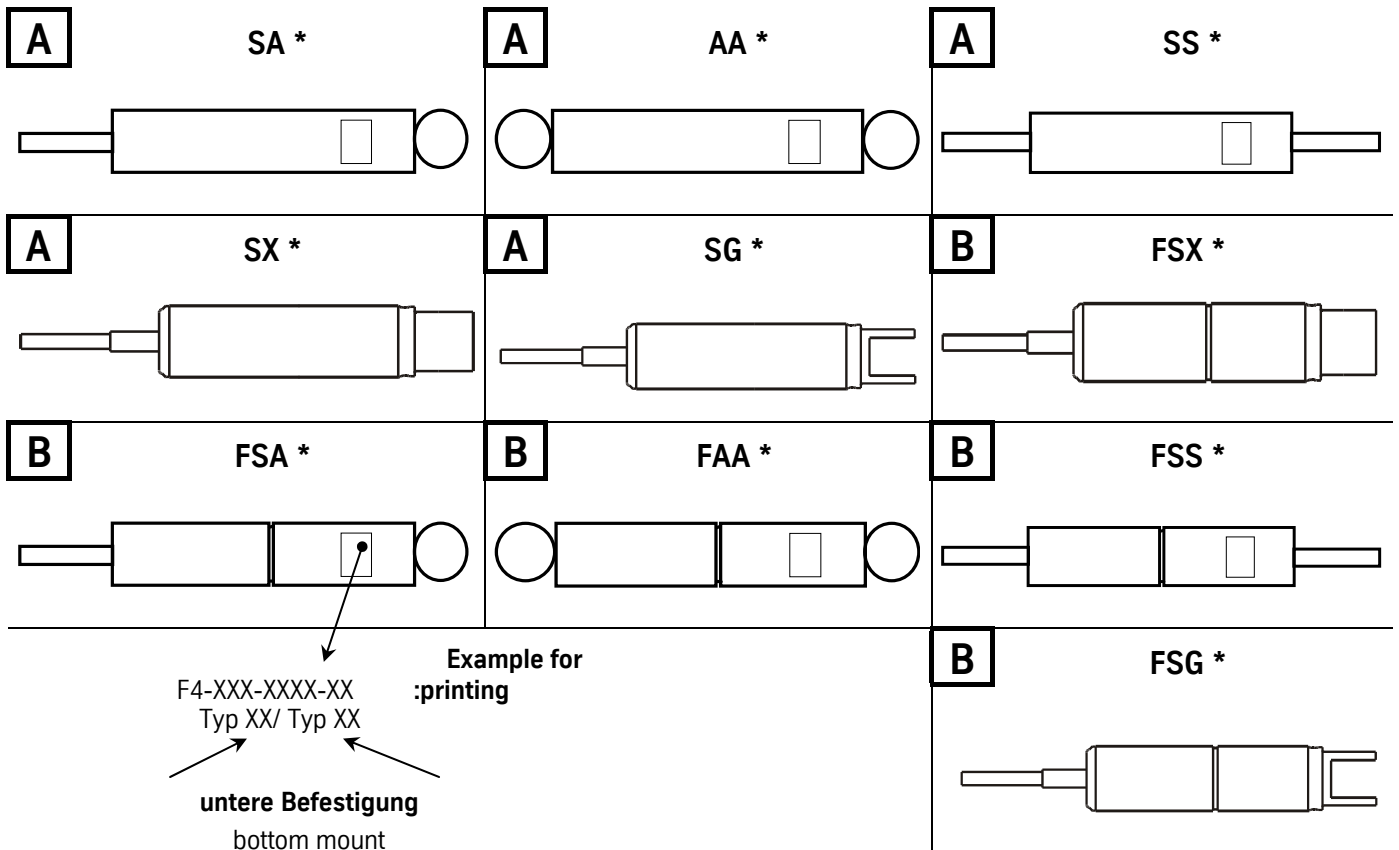 A SA *
A AA *
A SS *
A SX *
A SG *
B FSX *
B FSA *
B FAA *
B FSS *
Example for
:printing
F4-XXX-XXXX-XX
Typ XX/ Typ XX
untere Befestigung
bottom mount
B FSG *